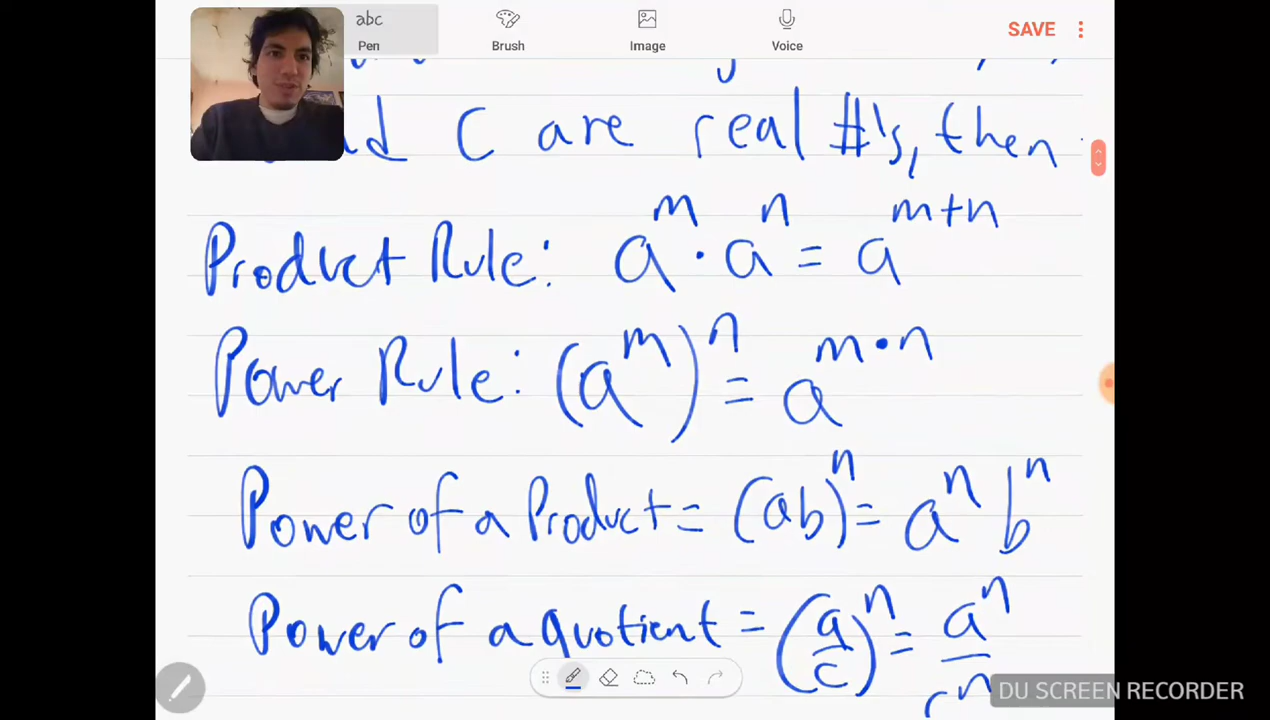 abc
Pen
Brush
Image
Voice
SAVE
C are real #'s, then
Product Rule: a^m · a^n = a^{m+n}
Power Rule: (a^m)^n = a^{m·n}
Power of a Product = (ab)^n = a^n b^n
Power of a quotient = (a/c)^n = a^n/c^n
DU SCREEN RECORDER